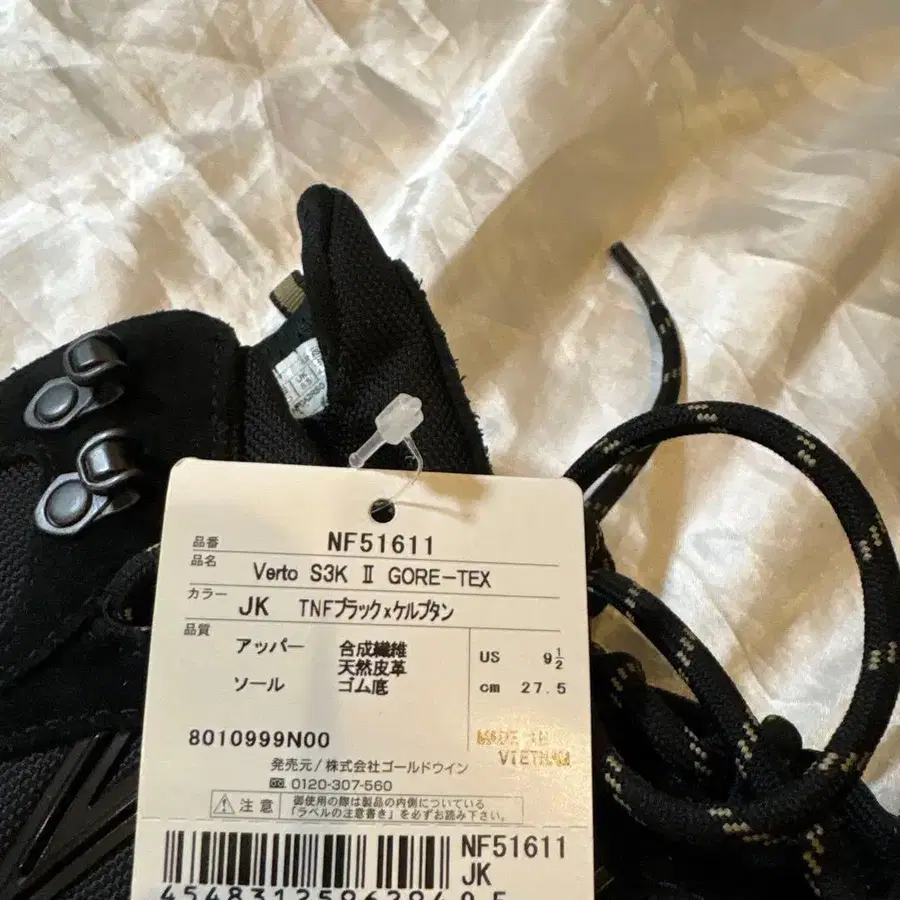 品番 NF51611
品名 Verto S3K Ⅱ GORE-TEX
カラー JK TNFブラック×ケルプタン
品質 アッパー 合成繊維
天然皮革
ソール ゴム底
US 9 1/2
cm 27.5
8010999N00
MADE IN
VIETNAM
発売元/株式会社ゴールドウイン
0120-307-560
注意 御使用の際は製品の内側についている
「ラベルの注意書き」を必ずお読み下さい。
NF51611
JK
9.5
4548312596294